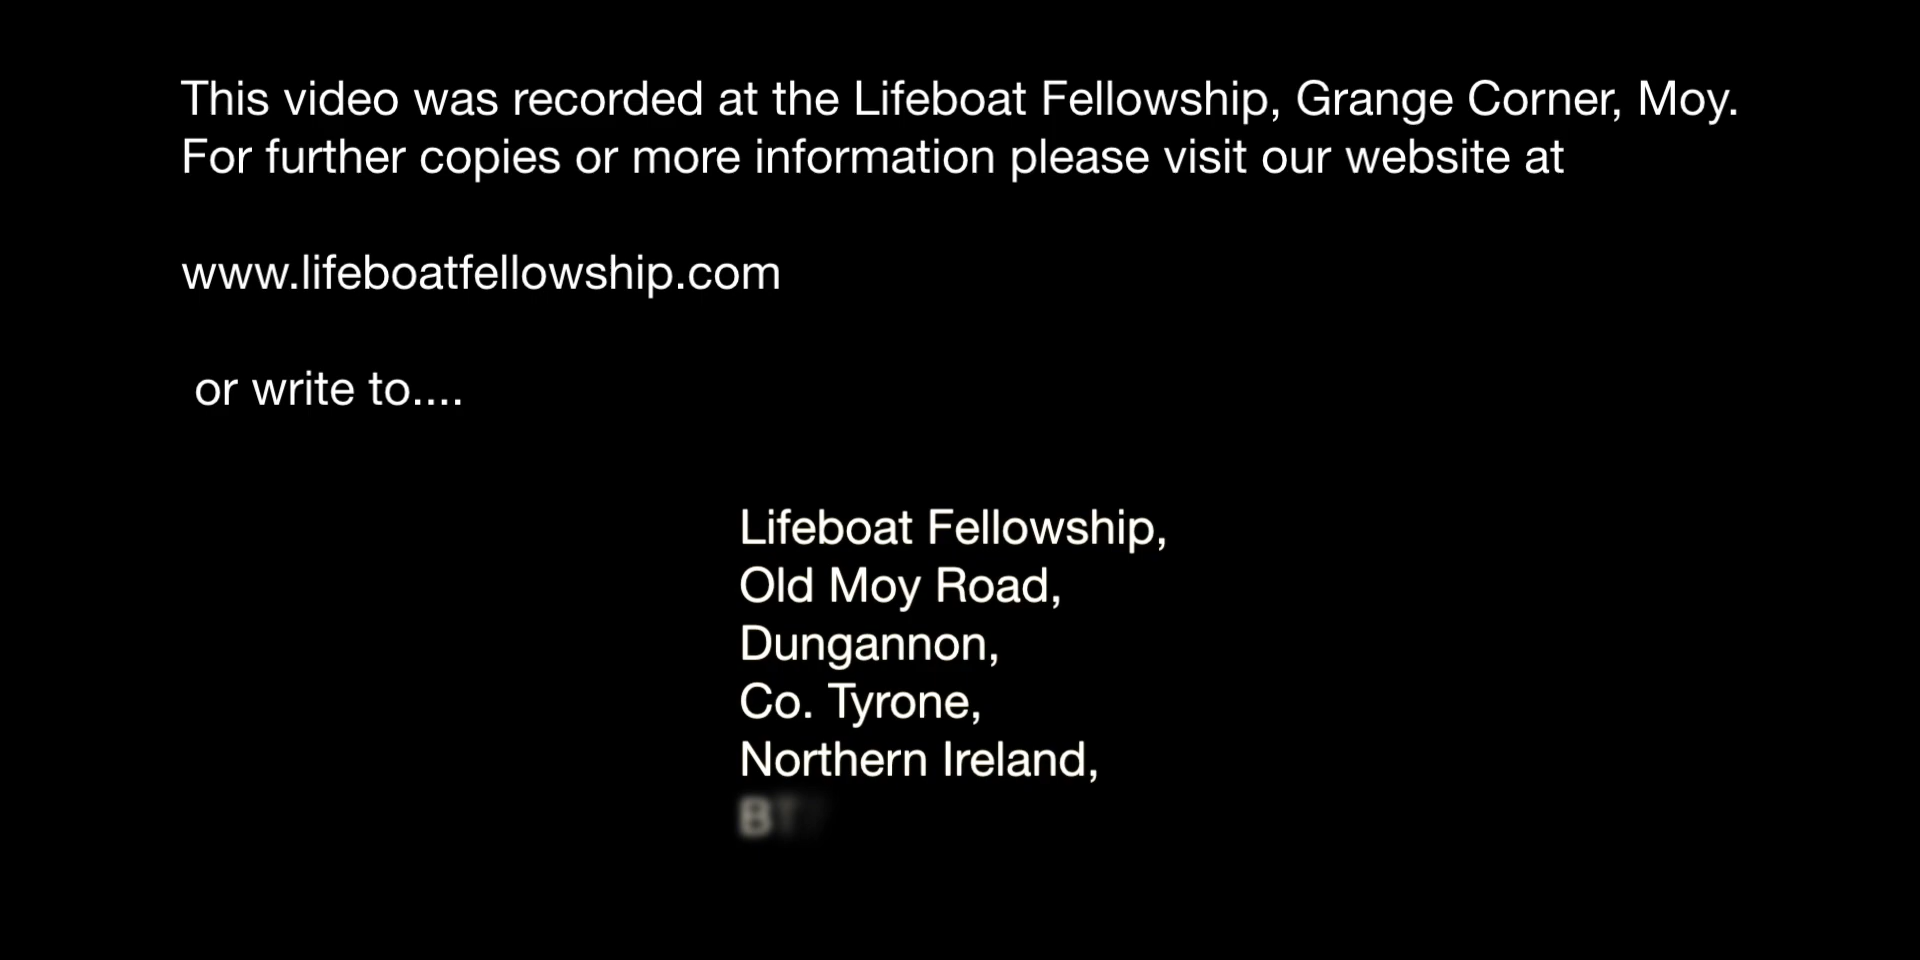 This video was recorded at the Lifeboat Fellowship, Grange Corner, Moy.
For further copies or more information please visit our website at
www.lifeboatfellowship.com
or write to....
Lifeboat Fellowship,
Old Moy Road,
Dungannon,
Co. Tyrone,
Northern Ireland,